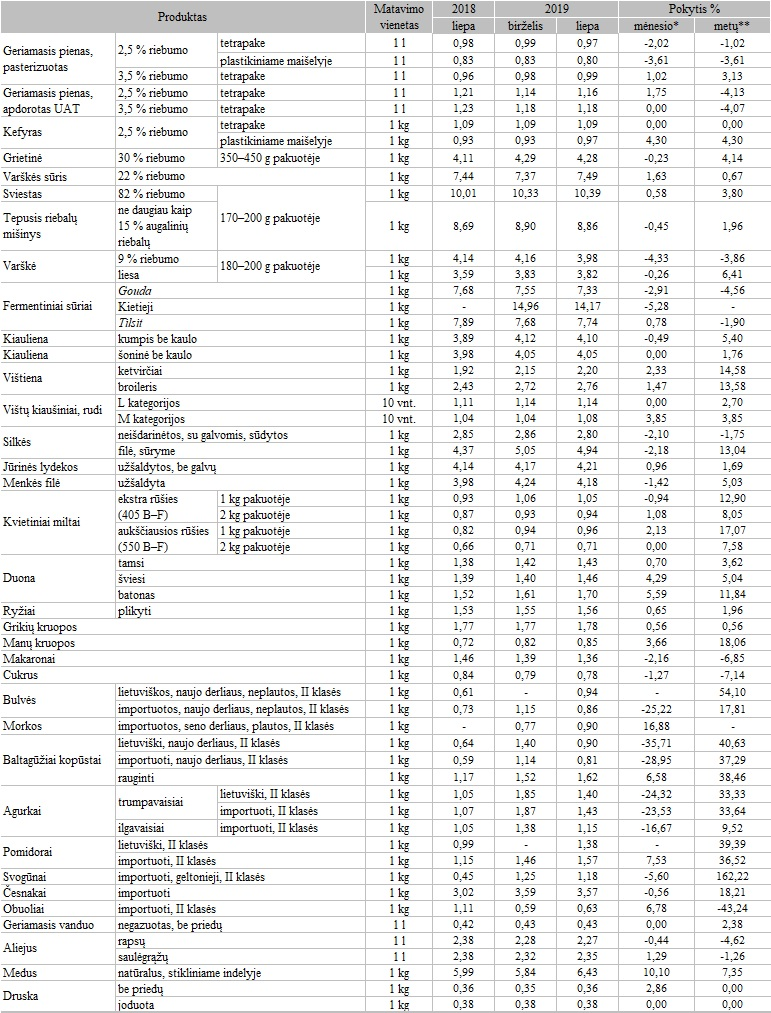 Produktas Matavimo vienetas 2018 2019 Pokytis %
liepa birželis liepa mėnesio* metų**
Geriamasis pienas, pasterizuotas 2,5 % riebumo tetrapake 1 l 0,98 0,99 0,97 -2,02 -1,02
plastikiniame maišelyje 1 l 0,83 0,83 0,80 -3,61 -3,61
3,5 % riebumo tetrapake 1 l 0,96 0,98 0,99 1,02 3,13
Geriamasis pienas, apdorotas UAT 2,5 % riebumo tetrapake 1 l 1,21 1,14 1,16 1,75 -4,13
3,5 % riebumo tetrapake 1 l 1,23 1,18 1,18 0,00 -4,07
Kefyras 2,5 % riebumo tetrapake 1 kg 1,09 1,09 1,09 0,00 0,00
plastikiniame maišelyje 1 kg 0,93 0,93 0,97 4,30 4,30
Grietinė 30 % riebumo 350–450 g pakuotėje 1 kg 4,11 4,29 4,28 -0,23 4,14
Varškės sūris 22 % riebumo 1 kg 7,44 7,37 7,49 1,63 0,67
Sviestas 82 % riebumo 170–200 g pakuotėje 1 kg 10,01 10,33 10,39 0,58 3,80
Tepusis riebalų mišinys ne daugiau kaip 15 % augalinių riebalų 1 kg 8,69 8,90 8,86 -0,45 1,96
Varškė 9 % riebumo 180–200 g pakuotėje 1 kg 4,14 4,16 3,98 -4,33 -3,86
liesa 1 kg 3,59 3,83 3,82 -0,26 6,41
Fermentiniai sūriai Gouda 1 kg 7,68 7,55 7,33 -2,91 -4,56
Kietieji 1 kg - 14,96 14,17 -5,28 -
Tilsit 1 kg 7,89 7,68 7,74 0,78 -1,90
Kiauliena kumpis be kaulo 1 kg 3,89 4,12 4,10 -0,49 5,40
Kiauliena šoninė be kaulo 1 kg 3,98 4,05 4,05 0,00 1,76
Vištiena ketvirčiai 1 kg 1,92 2,15 2,20 2,33 14,58
broileris 1 kg 2,43 2,72 2,76 1,47 13,58
Vištų kiaušiniai, rudi L kategorijos 10 vnt. 1,11 1,14 1,14 0,00 2,70
M kategorijos 10 vnt. 1,04 1,04 1,08 3,85 3,85
Silkės neišdarinėtos, su galvomis, sūdytos 1 kg 2,85 2,86 2,80 -2,10 -1,75
filė, sūryme 1 kg 4,37 5,05 4,94 -2,18 13,04
Jūrinės lydekos užšaldytos, be galvų 1 kg 4,14 4,17 4,21 0,96 1,69
Menkės filė užšaldyta 1 kg 3,98 4,24 4,18 -1,42 5,03
Kvietiniai miltai ekstra rūšies (405 B–F) 1 kg pakuotėje 1 kg 0,93 1,06 1,05 -0,94 12,90
2 kg pakuotėje 1 kg 0,87 0,93 0,94 1,08 8,05
aukščiausios rūšies (550 B–F) 1 kg pakuotėje 1 kg 0,82 0,94 0,96 2,13 17,07
2 kg pakuotėje 1 kg 0,66 0,71 0,71 0,00 7,58
Duona tamsi 1 kg 1,38 1,42 1,43 0,70 3,62
šviesi 1 kg 1,39 1,40 1,46 4,29 5,04
batonas 1 kg 1,52 1,61 1,70 5,59 11,84
Ryžiai plikyti 1 kg 1,53 1,55 1,56 0,65 1,96
Grikių kruopos 1 kg 1,77 1,77 1,78 0,56 0,56
Manų kruopos 1 kg 0,72 0,82 0,85 3,66 18,06
Makaronai 1 kg 1,46 1,39 1,36 -2,16 -6,85
Cukrus 1 kg 0,84 0,79 0,78 -1,27 -7,14
Bulvės lietuviškos, naujo derliaus, neplautos, II klasės 1 kg 0,61 - 0,94 - 54,10
importuotos, naujo derliaus, neplautos, II klasės 1 kg 0,73 1,15 0,86 -25,22 17,81
Morkos importuotos, seno derliaus, plautos, II klasės 1 kg - 0,77 0,90 16,88 -
Baltagūžiai kopūstai lietuviški, naujo derliaus, II klasės 1 kg 0,64 1,40 0,90 -35,71 40,63
importuoti, naujo derliaus, II klasės 1 kg 0,59 1,14 0,81 -28,95 37,29
rauginti 1 kg 1,17 1,52 1,62 6,58 38,46
Agurkai trumpavaisiai lietuviški, II klasės 1 kg 1,05 1,85 1,40 -24,32 33,33
importuoti, II klasės 1 kg 1,07 1,87 1,43 -23,53 33,64
ilgavaisiai importuoti, II klasės 1 kg 1,05 1,38 1,15 -16,67 9,52
Pomidorai lietuviški, II klasės 1 kg 0,99 - 1,38 - 39,39
importuoti, II klasės 1 kg 1,15 1,46 1,57 7,53 36,52
Svogūnai importuoti, geltonieji, II klasės 1 kg 0,45 1,25 1,18 -5,60 162,22
Česnakai importuoti 1 kg 3,02 3,59 3,57 -0,56 18,21
Obuoliai importuoti, II klasės 1 kg 1,11 0,59 0,63 6,78 -43,24
Geriamasis vanduo negazuotas, be priedų 1 l 0,42 0,43 0,43 0,00 2,38
Aliejus rapsų 1 l 2,38 2,28 2,27 -0,44 -4,62
saulėgrąžų 1 l 2,38 2,32 2,35 1,29 -1,26
Medus natūralus, stikliniame indelyje 1 kg 5,99 5,84 6,43 10,10 7,35
Druska be priedų 1 kg 0,36 0,35 0,36 2,86 0,00
joduota 1 kg 0,38 0,38 0,38 0,00 0,00